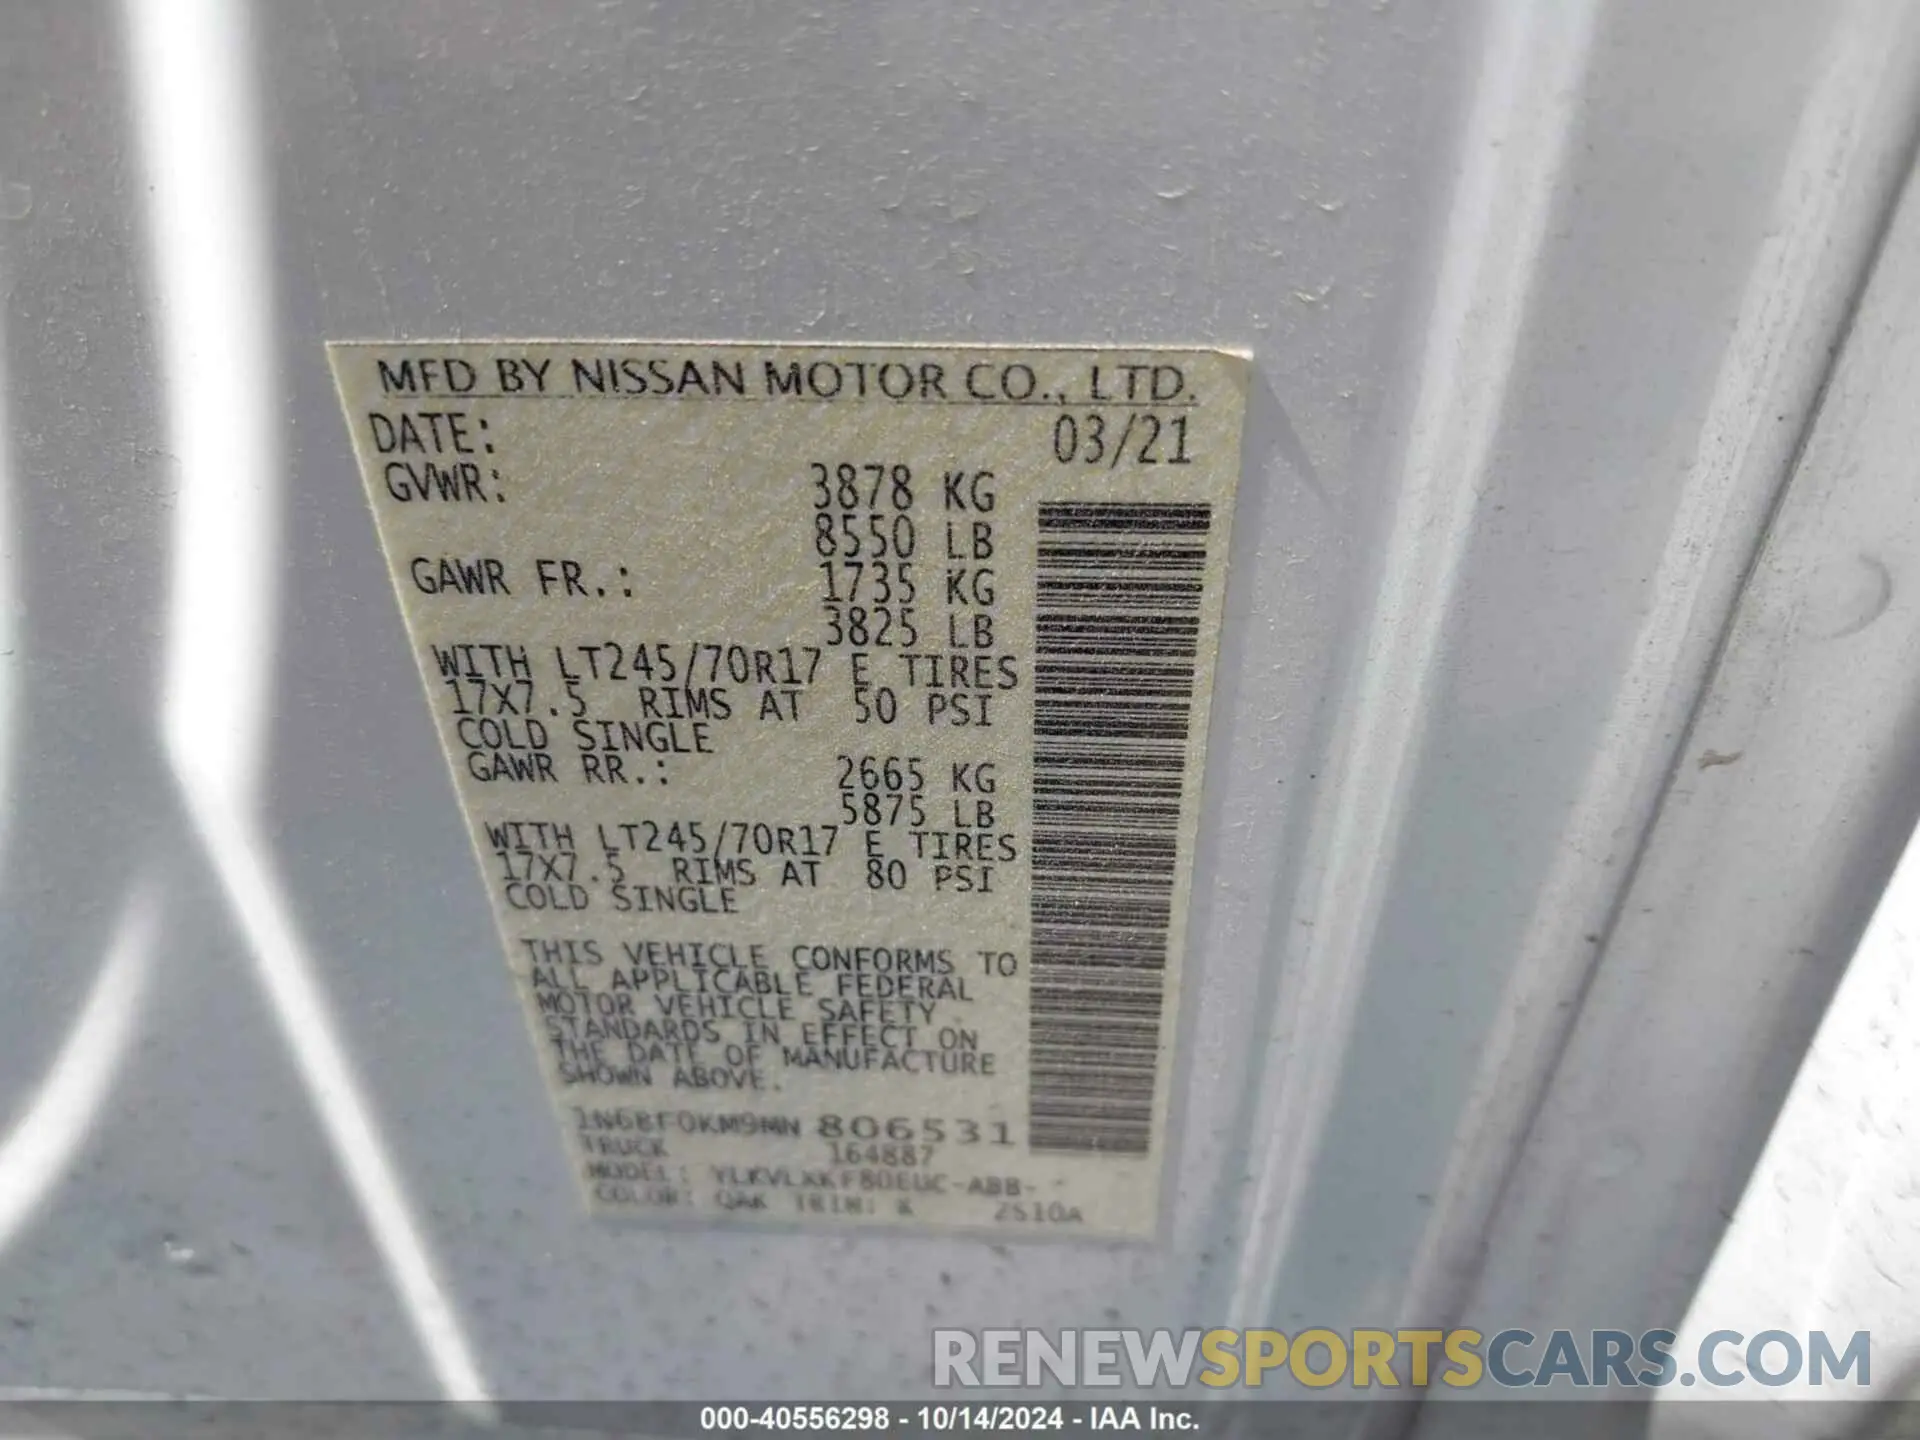 MFD BY NISSAN MOTOR CO., LTD.
DATE: 03/21
GVWR: 3878 KG
8550 LB
GAWR FR.: 1735 KG
3825 LB
WITH LT245/70R17 E TIRES
17X7.5 RIMS AT 50 PSI
COLD SINGLE
GAWR RR.: 2665 KG
5875 LB
WITH LT245/70R17 E TIRES
17X7.5 RIMS AT 80 PSI
COLD SINGLE
THIS VEHICLE CONFORMS TO
ALL APPLICABLE FEDERAL
MOTOR VEHICLE SAFETY
STANDARDS IN EFFECT ON
THE DATE OF MANUFACTURE
SHOWN ABOVE.
1N6BF0KM9MN 806531
TRUCK 164887
MODEL:
COLOR: QAK TRIM: K 2S10A
RENEWSPORTSCARS.COM
000-40556298 - 10/14/2024 - IAA Inc.